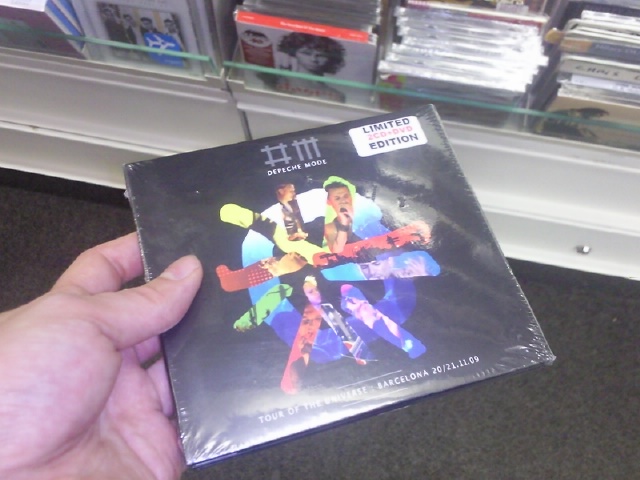 LIMITED
2CD+DVD
EDITION
DEPECHE MODE
TOUR OF THE UNIVERSE . BARCELONA 20/21.11.09